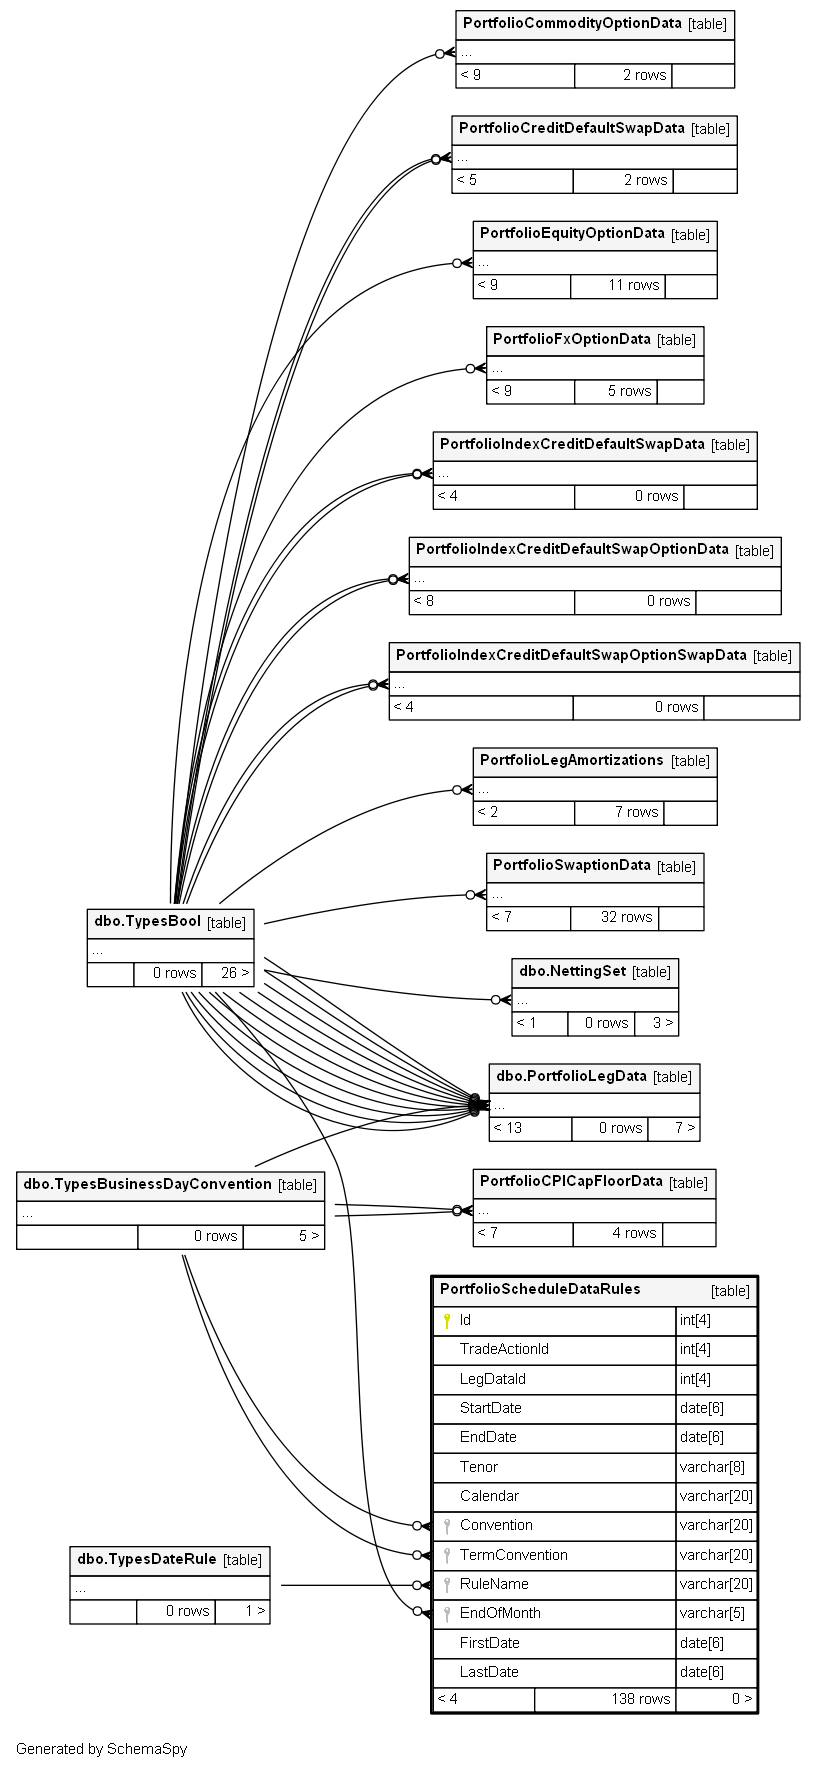 PortfolioCommodityOptionData [table]
...
< 9 2 rows
PortfolioCreditDefaultSwapData [table]
...
< 5 2 rows
PortfolioEquityOptionData [table]
...
< 9 11 rows
PortfolioFxOptionData [table]
...
< 9 5 rows
PortfolioIndexCreditDefaultSwapData [table]
...
< 4 0 rows
PortfolioIndexCreditDefaultSwapOptionData [table]
...
< 8 0 rows
PortfolioIndexCreditDefaultSwapOptionSwapData [table]
...
< 4 0 rows
PortfolioLegAmortizations [table]
...
< 2 7 rows
PortfolioSwaptionData [table]
...
< 7 32 rows
dbo.TypesBool [table]
...
0 rows 26 >
dbo.NettingSet [table]
...
< 1 0 rows 3 >
dbo.PortfolioLegData [table]
...
< 13 0 rows 7 >
dbo.TypesBusinessDayConvention [table]
...
0 rows 5 >
PortfolioCPICapFloorData [table]
...
< 7 4 rows
PortfolioScheduleDataRules [table]
Id int[4]
TradeActionId int[4]
LegDataId int[4]
StartDate date[6]
EndDate date[6]
Tenor varchar[8]
Calendar varchar[20]
Convention varchar[20]
TermConvention varchar[20]
RuleName varchar[20]
EndOfMonth varchar[5]
FirstDate date[6]
LastDate date[6]
< 4 138 rows 0 >
dbo.TypesDateRule [table]
...
0 rows 1 >
Generated by SchemaSpy